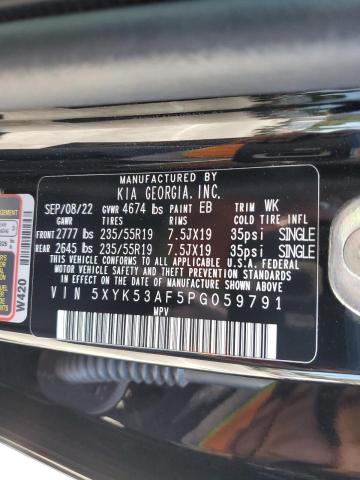 MANUFACTURED BY
KIA GEORGIA, INC.
SEP/08/22 GVWR 4674 lbs PAINT EB TRIM WK
GAWR TIRES RIMS COLD TIRE INFL
FRONT 2777 lbs 235/55R19 7.5JX19 35psi SINGLE
REAR 2645 lbs 235/55R19 7.5JX19 35psi SINGLE
THIS VEHICLE CONFORMS TO ALL APPLICABLE U.S.A. FEDERAL
MOTOR VEHICLE SAFETY AND THEFT PREVENTION STANDARDS IN
EFFECT ON THE DATE OF MANUFACTURE SHOWN ABOVE.
VIN 5XYK53AF5PG059791
MPV
W420